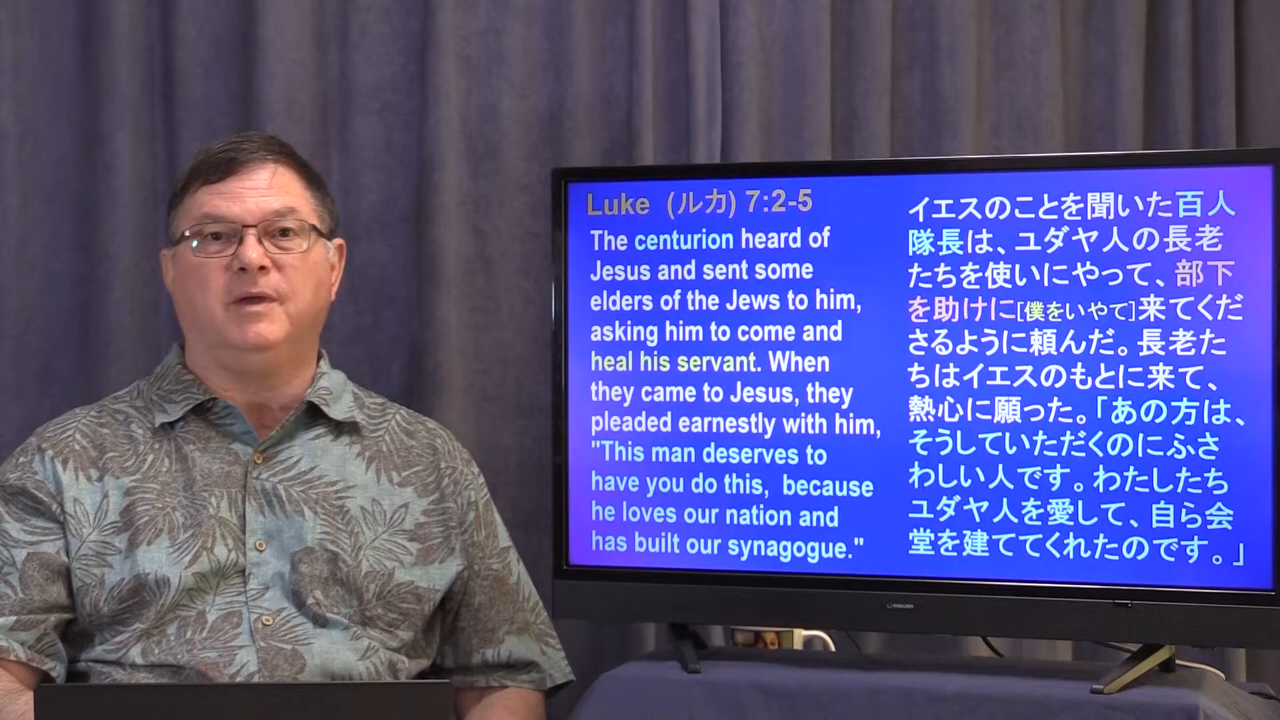 Luke (ルカ) 7:2-5
The centurion heard of
Jesus and sent some
elders of the Jews to him,
asking him to come and
heal his servant. When
they came to Jesus, they
pleaded earnestly with him,
"This man deserves to
have you do this,  because
he loves our nation and
has built our synagogue."
イエスのことを聞いた百人
隊長は、ユダヤ人の長老
たちを使いにやって、部下
を助けに[僕をいやて]来てくだ
さるように頼んだ。長老た
ちはイエスのもとに来て、
熱心に願った。「あの方は、
そうしていただくのにふさ
わしい人です。わたしたち
ユダヤ人を愛して、自ら会
堂を建ててくれたのです。」